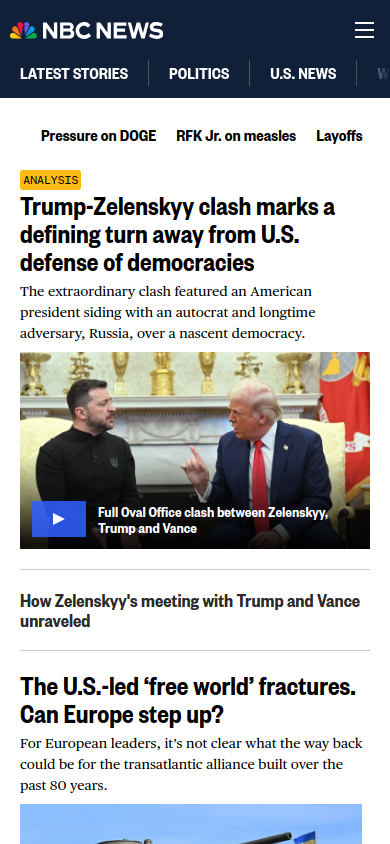 NBC NEWS
LATEST STORIES POLITICS U.S. NEWS
Pressure on DOGE RFK Jr. on measles Layoffs
ANALYSIS
Trump-Zelenskyy clash marks a
defining turn away from U.S.
defense of democracies
The extraordinary clash featured an American
president siding with an autocrat and longtime
adversary, Russia, over a nascent democracy.
Full Oval Office clash between Zelenskyy,
Trump and Vance
How Zelenskyy's meeting with Trump and Vance
unraveled
The U.S.-led ‘free world’ fractures.
Can Europe step up?
For European leaders, it’s not clear what the way back
could be for the transatlantic alliance built over the
past 80 years.